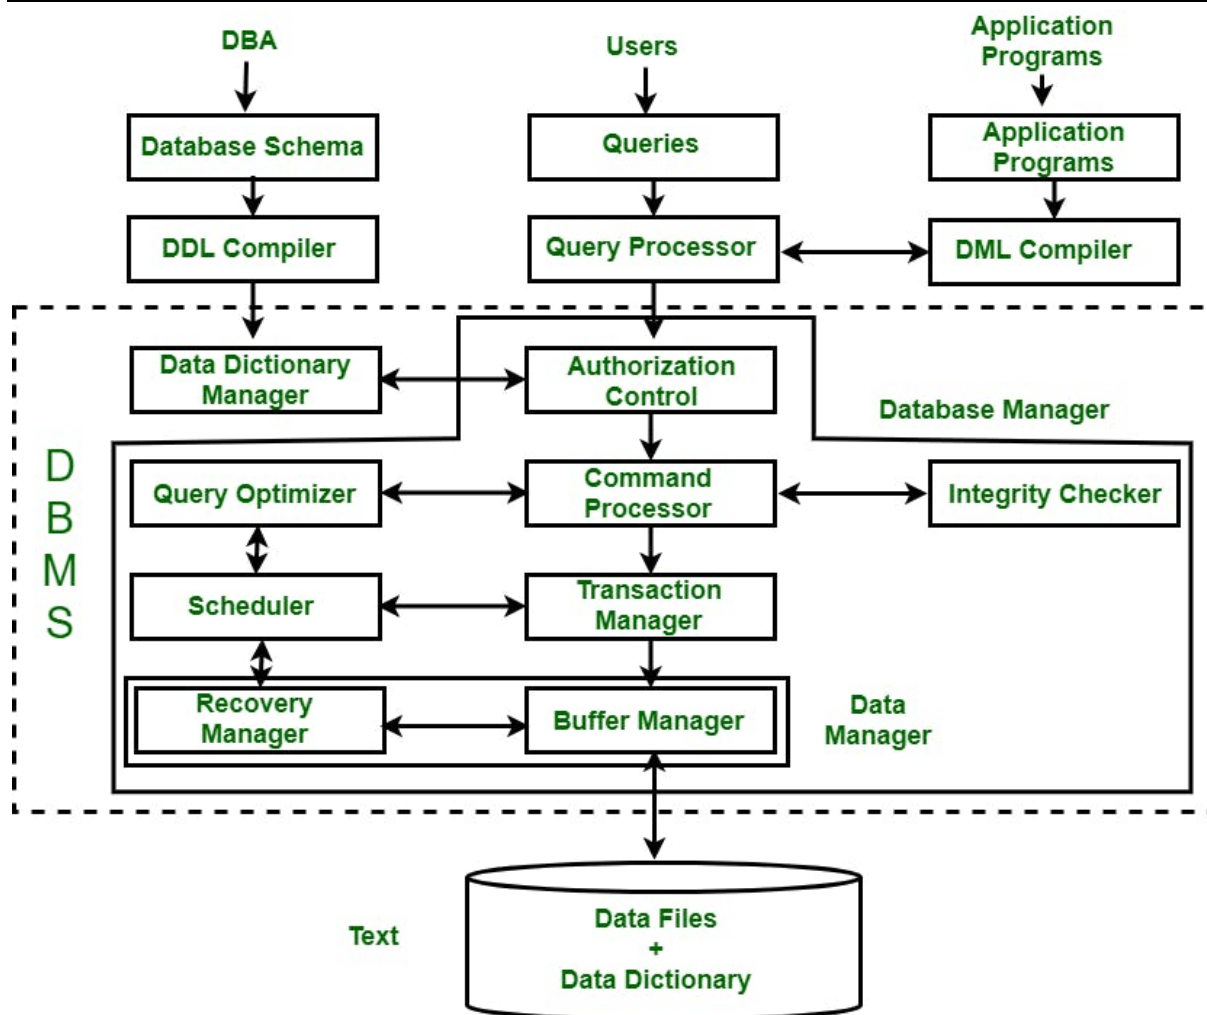 DBA
Users
Application
Programs
Database Schema
Queries
Application
Programs
DDL Compiler
Query Processor
DML Compiler
Data Dictionary
Manager
Authorization
Control
Database Manager
D
B
M
S
Query Optimizer
Command
Processor
Integrity Checker
Scheduler
Transaction
Manager
Recovery
Manager
Buffer Manager
Data
Manager
Text
Data Files
+
Data Dictionary